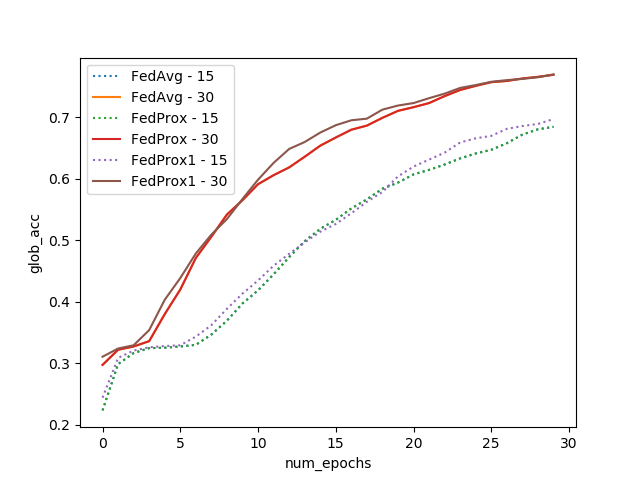 FedAvg - 15
FedAvg - 30
FedProx - 15
FedProx - 30
FedProx1 - 15
FedProx1 - 30
glob_acc
0.7
0.6
0.5
0.4
0.3
0.2
0 5 10 15 20 25 30
num_epochs